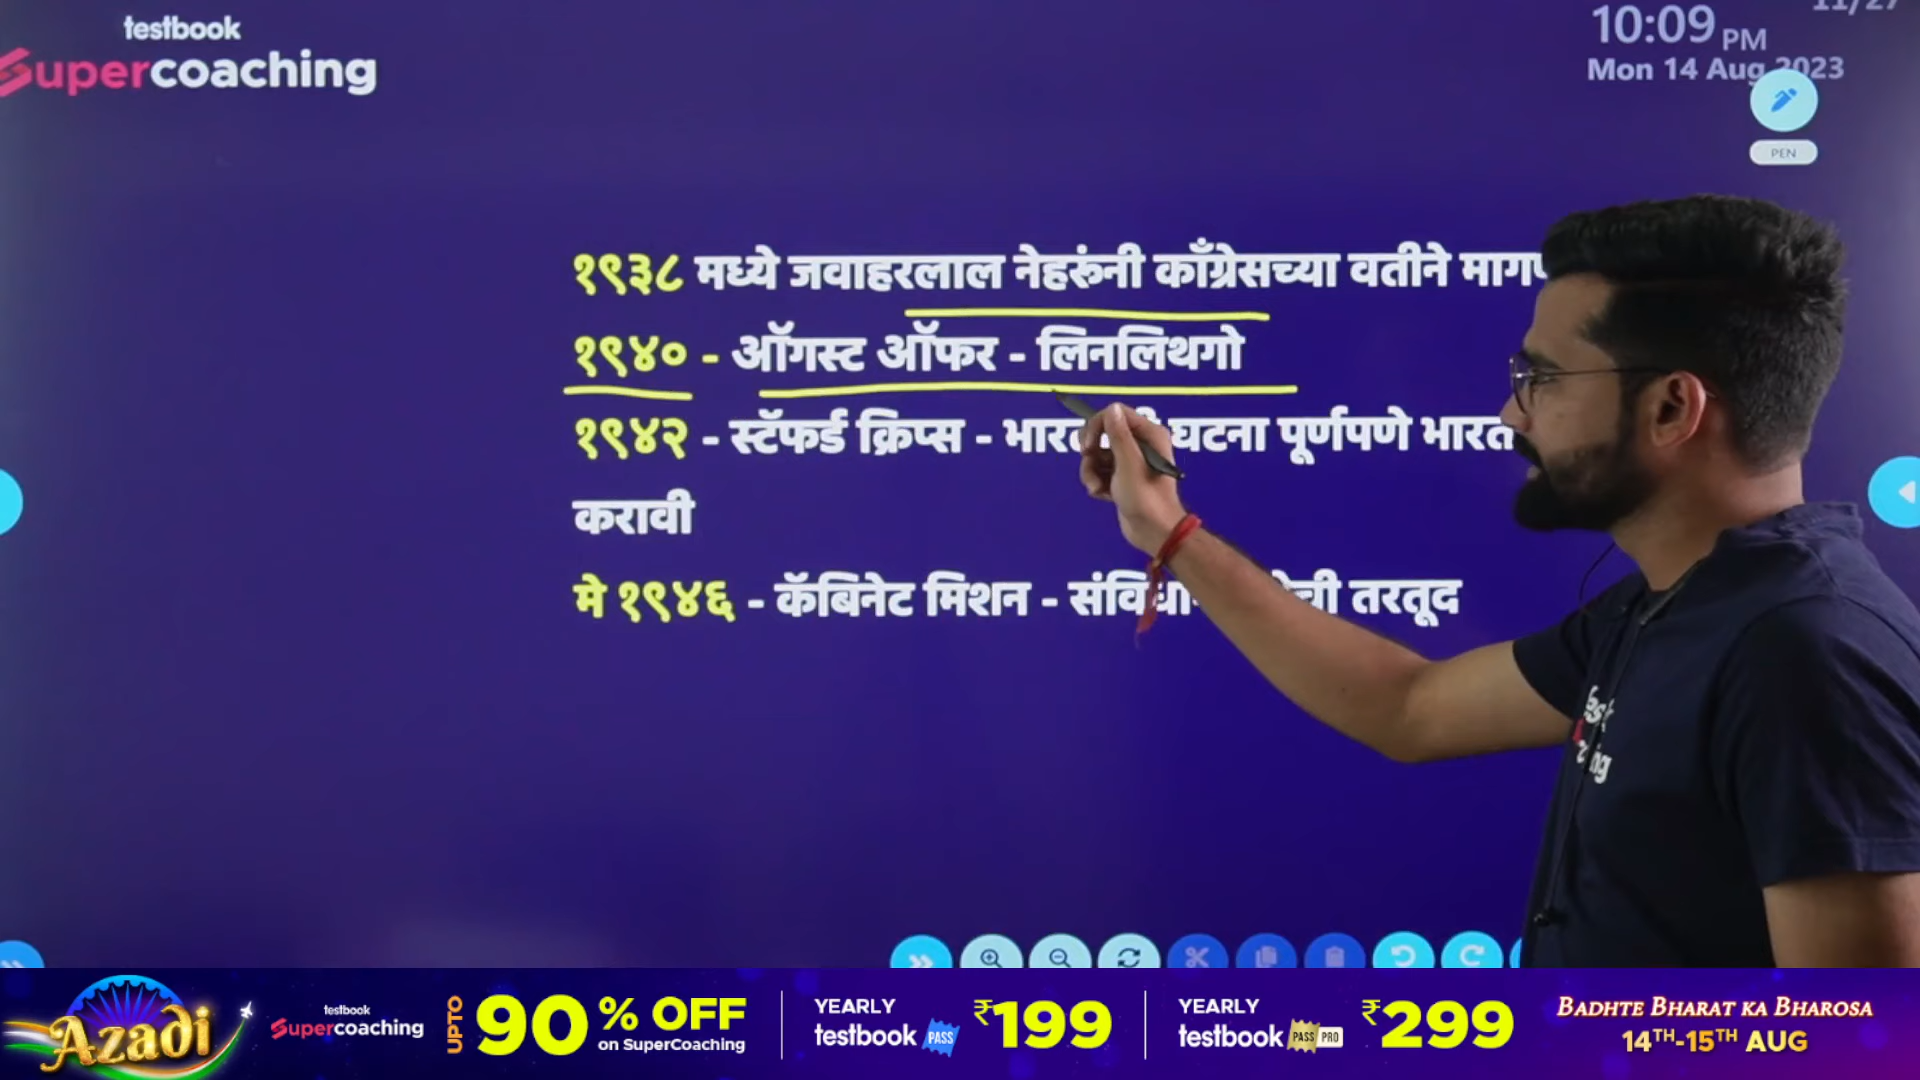 testbook
Supercoaching
10:09 PM
Mon 14 Aug 2023
PEN
१९३८ मध्ये जवाहरलाल नेहरूंनी काँग्रेसच्या वतीने
१९४० - ऑगस्ट ऑफर - लिनलिथगो
१९४२ - स्टॅफर्ड क्रिप्स - घटना पूर्णपणे
करावी
मे १९४६ - कॅबिनेट मिशन - तरतूद
Azadi
testbook
Supercoaching
UPTO 90% OFF
on SuperCoaching
YEARLY
testbook PASS
₹199
YEARLY
testbook PASS PRO
₹299
BADHTE BHARAT KA BHAROSA
14TH-15TH AUG